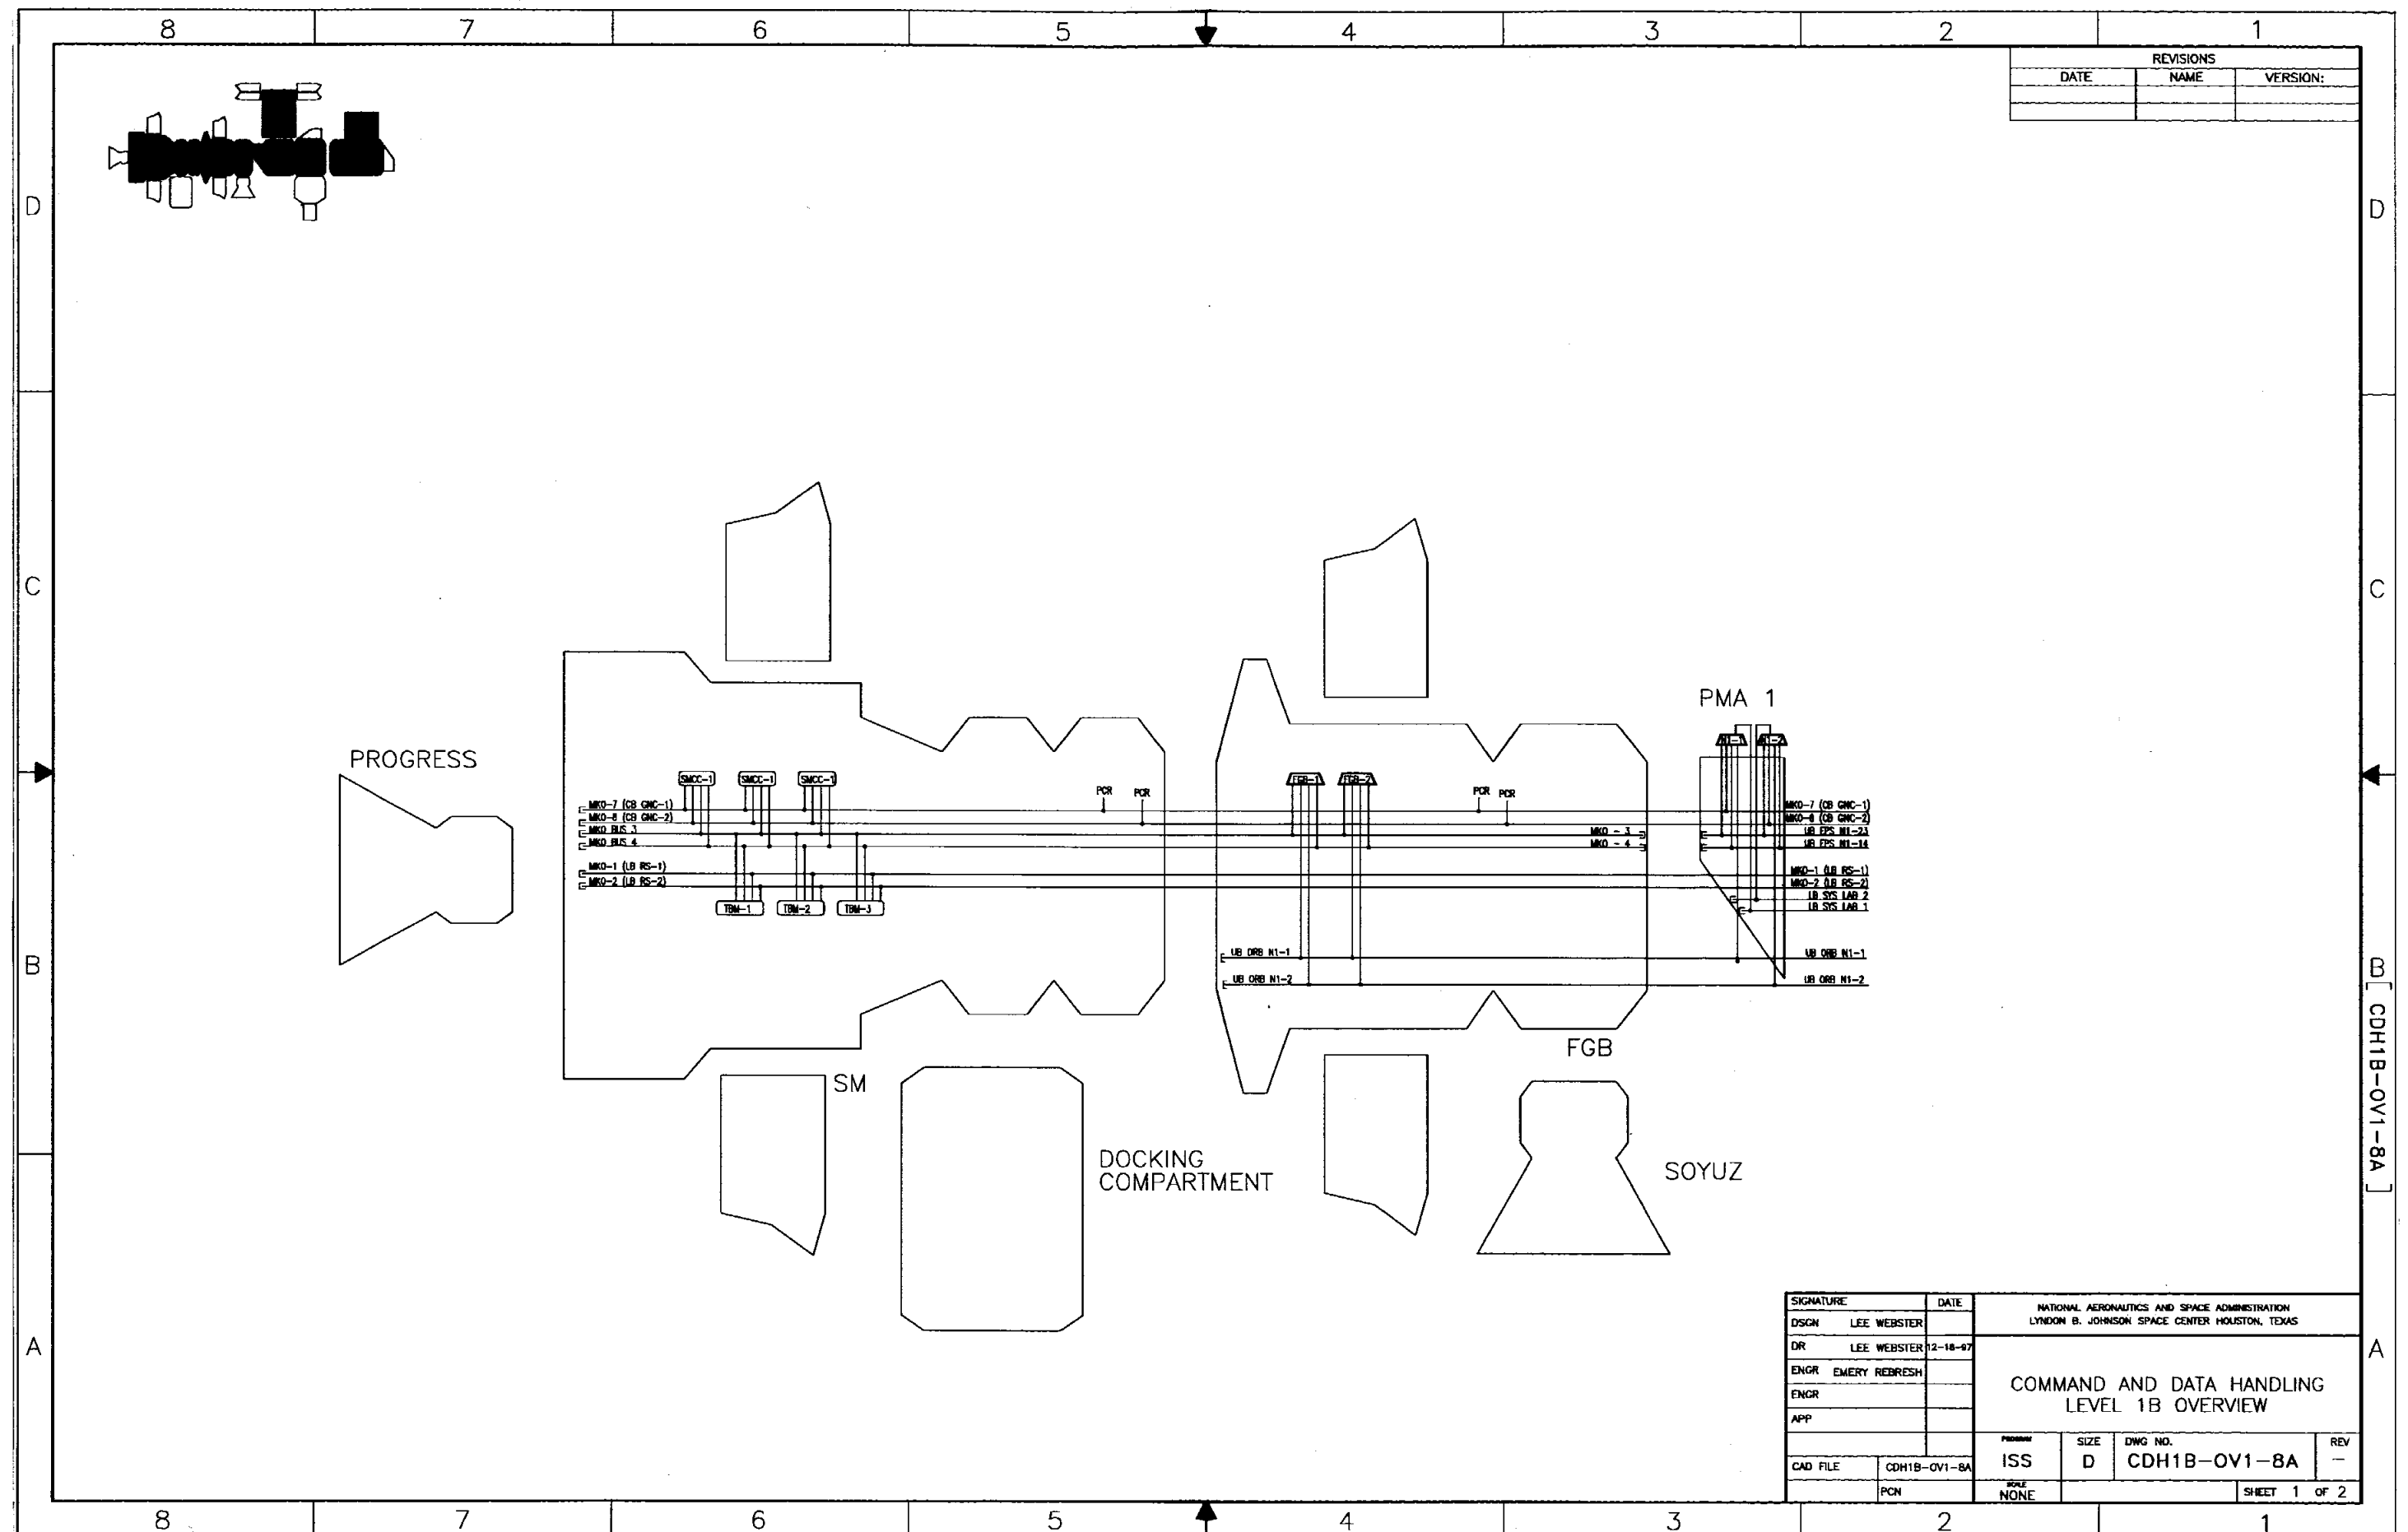 8 7 6 5 4 3 2 1
REVISIONS
DATE NAME VERSION:
D D
C C
PMA 1
N1-1 N1-2
PROGRESS
SMCC-1 SMCC-1 SMCC-1
FGB-1 FGB-2
PCR PCR
PCR PCR
MKO-7 (CB GNC-1)
MKO-8 (CB GNC-2)
MKO BUS 3
MKO BUS 4
MKO-1 (LB RS-1)
MKO-2 (LB RS-2)
TBM-1 TBM-2 TBM-3
MKO - 3
MKO - 4
MKO-7 (CB GNC-1)
MKO-8 (CB GNC-2)
UB EPS N1-23
UB EPS N1-14
MKO-1 (LB RS-1)
MKO-2 (LB RS-2)
LB SYS LAB 2
LB SYS LAB 1
UB ORB N1-1
UB ORB N1-2
UB ORB N1-1
UB ORB N1-2
B B
[ CDH1B-OV1-8A ]
FGB
SM
DOCKING
COMPARTMENT
SOYUZ
A A
SIGNATURE DATE
DSGN LEE WEBSTER
DR LEE WEBSTER 12-18-97
ENGR EMERY REBRESH
ENGR
APP
CAD FILE CDH1B-OV1-8A
PCN
NATIONAL AERONAUTICS AND SPACE ADMINISTRATION
LYNDON B. JOHNSON SPACE CENTER HOUSTON, TEXAS
COMMAND AND DATA HANDLING
LEVEL 1B OVERVIEW
PROGRAM SIZE DWG NO. REV
ISS D CDH1B-OV1-8A -
SCALE
NONE
SHEET 1 OF 2
8 7 6 5 4 3 2 1